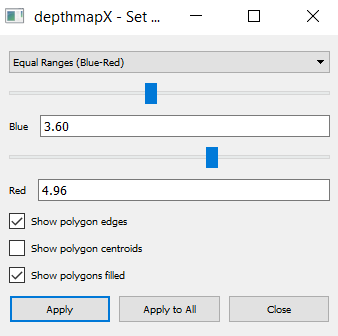 depthmapX - Set ...
Equal Ranges (Blue-Red)
Blue 3.60
Red 4.96
Show polygon edges
Show polygon centroids
Show polygons filled
Apply Apply to All Close